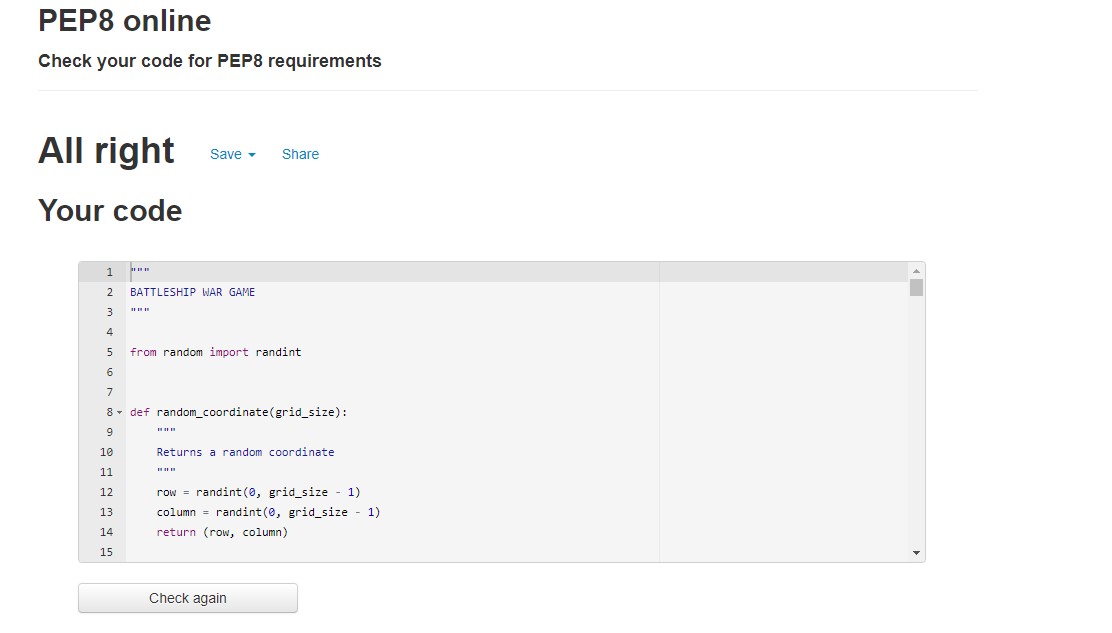 PEP8 online
Check your code for PEP8 requirements
All right Save Share
Your code
1 """
2 BATTLESHIP WAR GAME
3 """
4
5 from random import randint
6
7
8 def random_coordinate(grid_size):
9 """
10 Returns a random coordinate
11 """
12 row = randint(0, grid_size - 1)
13 column = randint(0, grid_size - 1)
14 return (row, column)
15
Check again